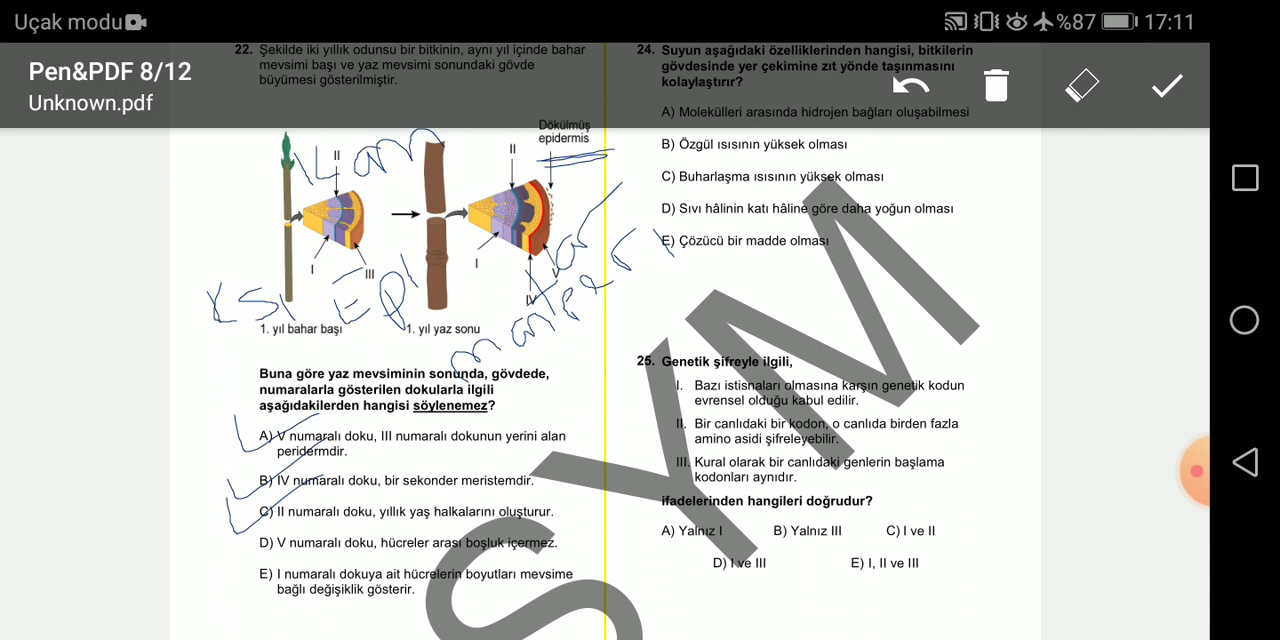 Uçak modu
%87 17:11
Pen&PDF 8/12
Unknown.pdf
22. Şekilde iki yıllık odunsu bir bitkinin, aynı yıl içinde bahar
mevsimi başı ve yaz mevsimi sonundaki gövde
büyümesi gösterilmiştir.
Dökülmüş
epidermis
II
II
I
III
I
V
IV
EPİ
mantar
1. yıl bahar başı
1. yıl yaz sonu
Buna göre yaz mevsiminin sonunda, gövdede,
numaralarla gösterilen dokularla ilgili
aşağıdakilerden hangisi söylenemez?
A) V numaralı doku, III numaralı dokunun yerini alan
peridermdir.
B) IV numaralı doku, bir sekonder meristemdir.
C) II numaralı doku, yıllık yaş halkalarını oluşturur.
D) V numaralı doku, hücreler arası boşluk içermez.
E) I numaralı dokuya ait hücrelerin boyutları mevsime
bağlı değişiklik gösterir.
24. Suyun aşağıdaki özelliklerinden hangisi, bitkilerin
gövdesinde yer çekimine zıt yönde taşınmasını
kolaylaştırır?
A) Molekülleri arasında hidrojen bağları oluşabilmesi
B) Özgül ısısının yüksek olması
C) Buharlaşma ısısının yüksek olması
D) Sıvı hâlinin katı hâline göre daha yoğun olması
E) Çözücü bir madde olması
25. Genetik şifreyle ilgili,
I. Bazı istisnaları olmasına karşın genetik kodun
evrensel olduğu kabul edilir.
II. Bir canlıdaki bir kodon, o canlıda birden fazla
amino asidi şifreleyebilir.
III. Kural olarak bir canlıdaki genlerin başlama
kodonları aynıdır.
ifadelerinden hangileri doğrudur?
A) Yalnız I B) Yalnız III C) I ve II
D) I ve III E) I, II ve III
SYM